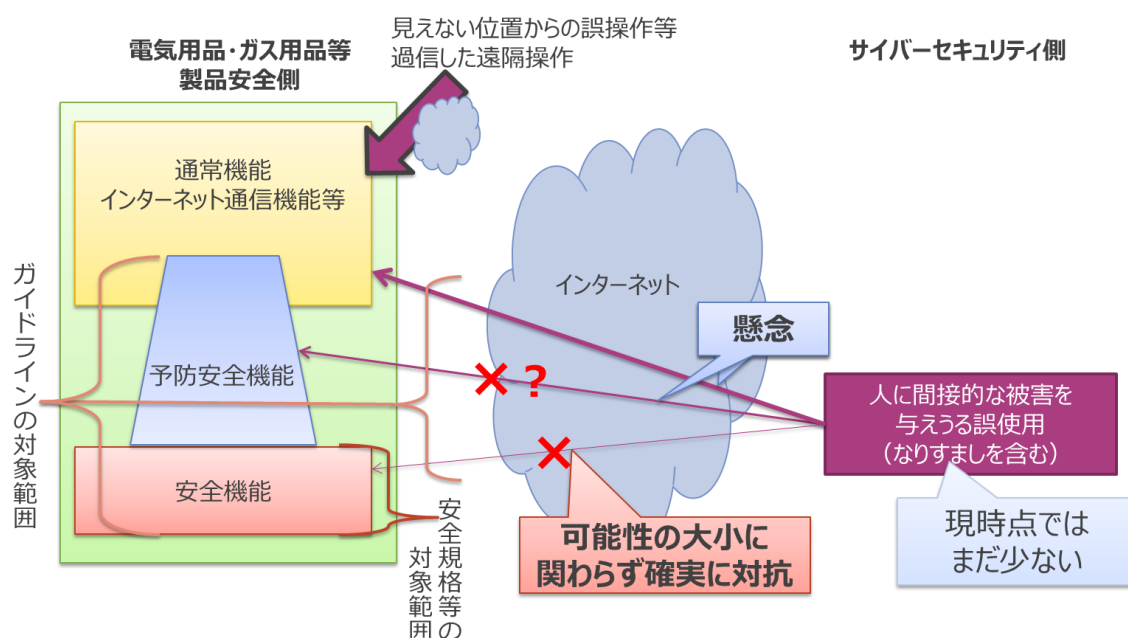 見えない位置からの誤操作等
過信した遠隔操作
電気用品・ガス用品等
製品安全側
サイバーセキュリティ側
通常機能
インターネット通信機能等
インターネット
懸念
予防安全機能
×？
人に間接的な被害を
与えうる誤使用
（なりすましを含む）
×
安全機能
ガイドラインの対象範囲
安全規格等の
対象範囲
可能性の大小に
関わらず確実に対抗
現時点では
まだ少ない